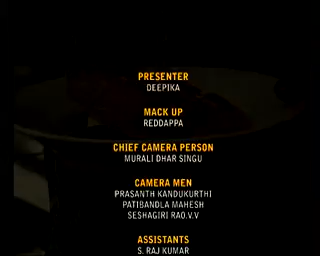 PRESENTER
DEEPIKA
MACK UP
REDDAPPA
CHIEF CAMERA PERSON
MURALI DHAR SINGU
CAMERA MEN
PRASANTH KANDUKURTHI
PATIBANDLA MAHESH
SESHAGIRI RAO.V.V
ASSISTANTS
S. RAJ KUMAR